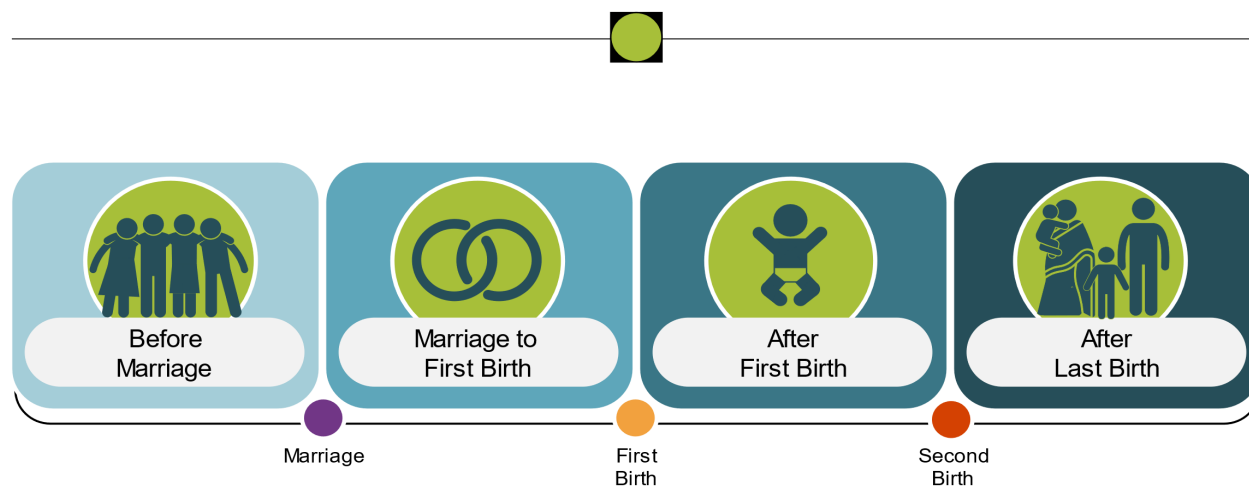 Before
Marriage
Marriage to
First Birth
After
First Birth
After
Last Birth
Marriage
First
Birth
Second
Birth